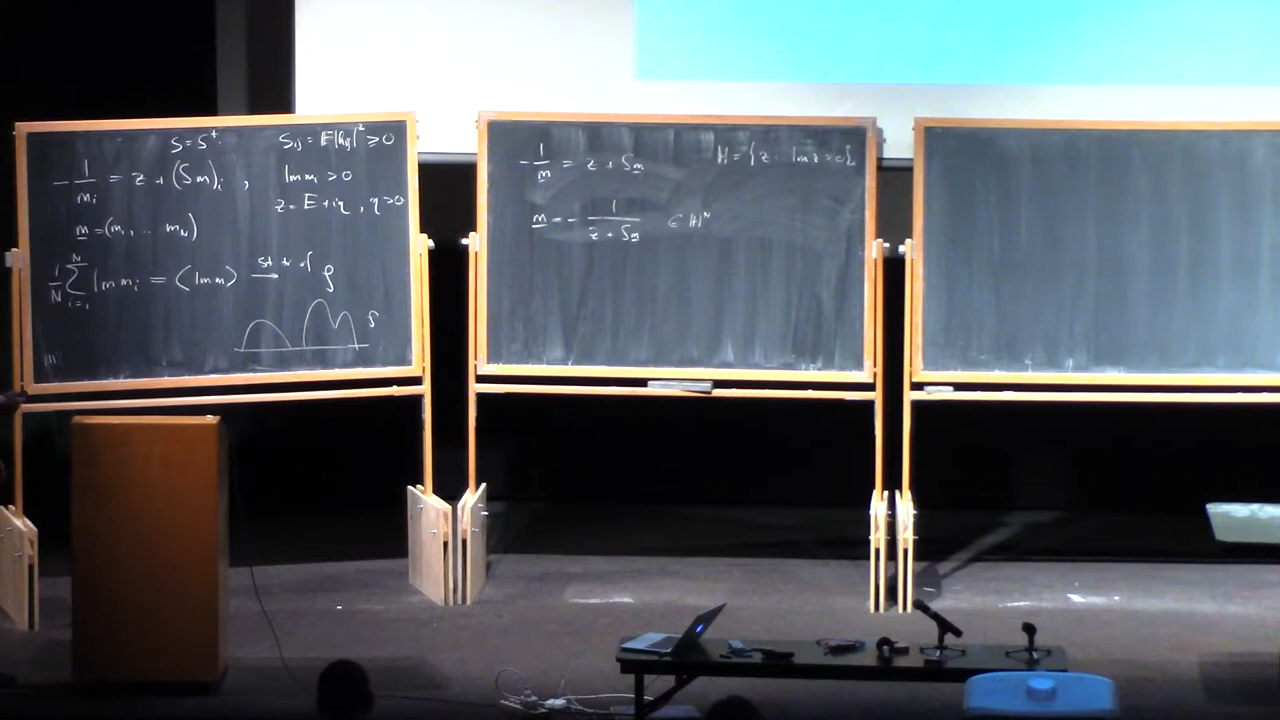 S = S^t.    S_ij = E|h_ij|² ⩾ 0
-1/m_i = z + (Sm)_i ,    Im m_i > 0
z = E + iη , η > 0
m = (m_1, ... m_N)
1/N ∑_{i=1}^N Im m_i = ⟨Im m⟩ → ρ
ρ
-1/m = z + Sm    H = {z : Im z > 0}
m = - 1/(z + Sm)    ∈ H^N